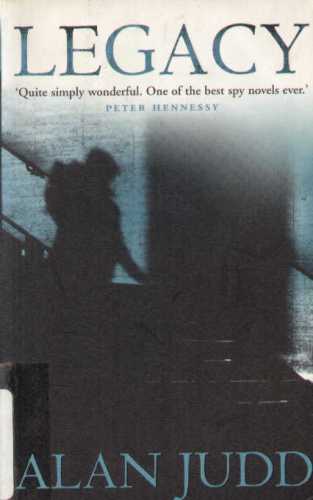 LEGACY
'Quite simply wonderful. One of the best spy novels ever.'
PETER HENNESSY
ALAN JUDD